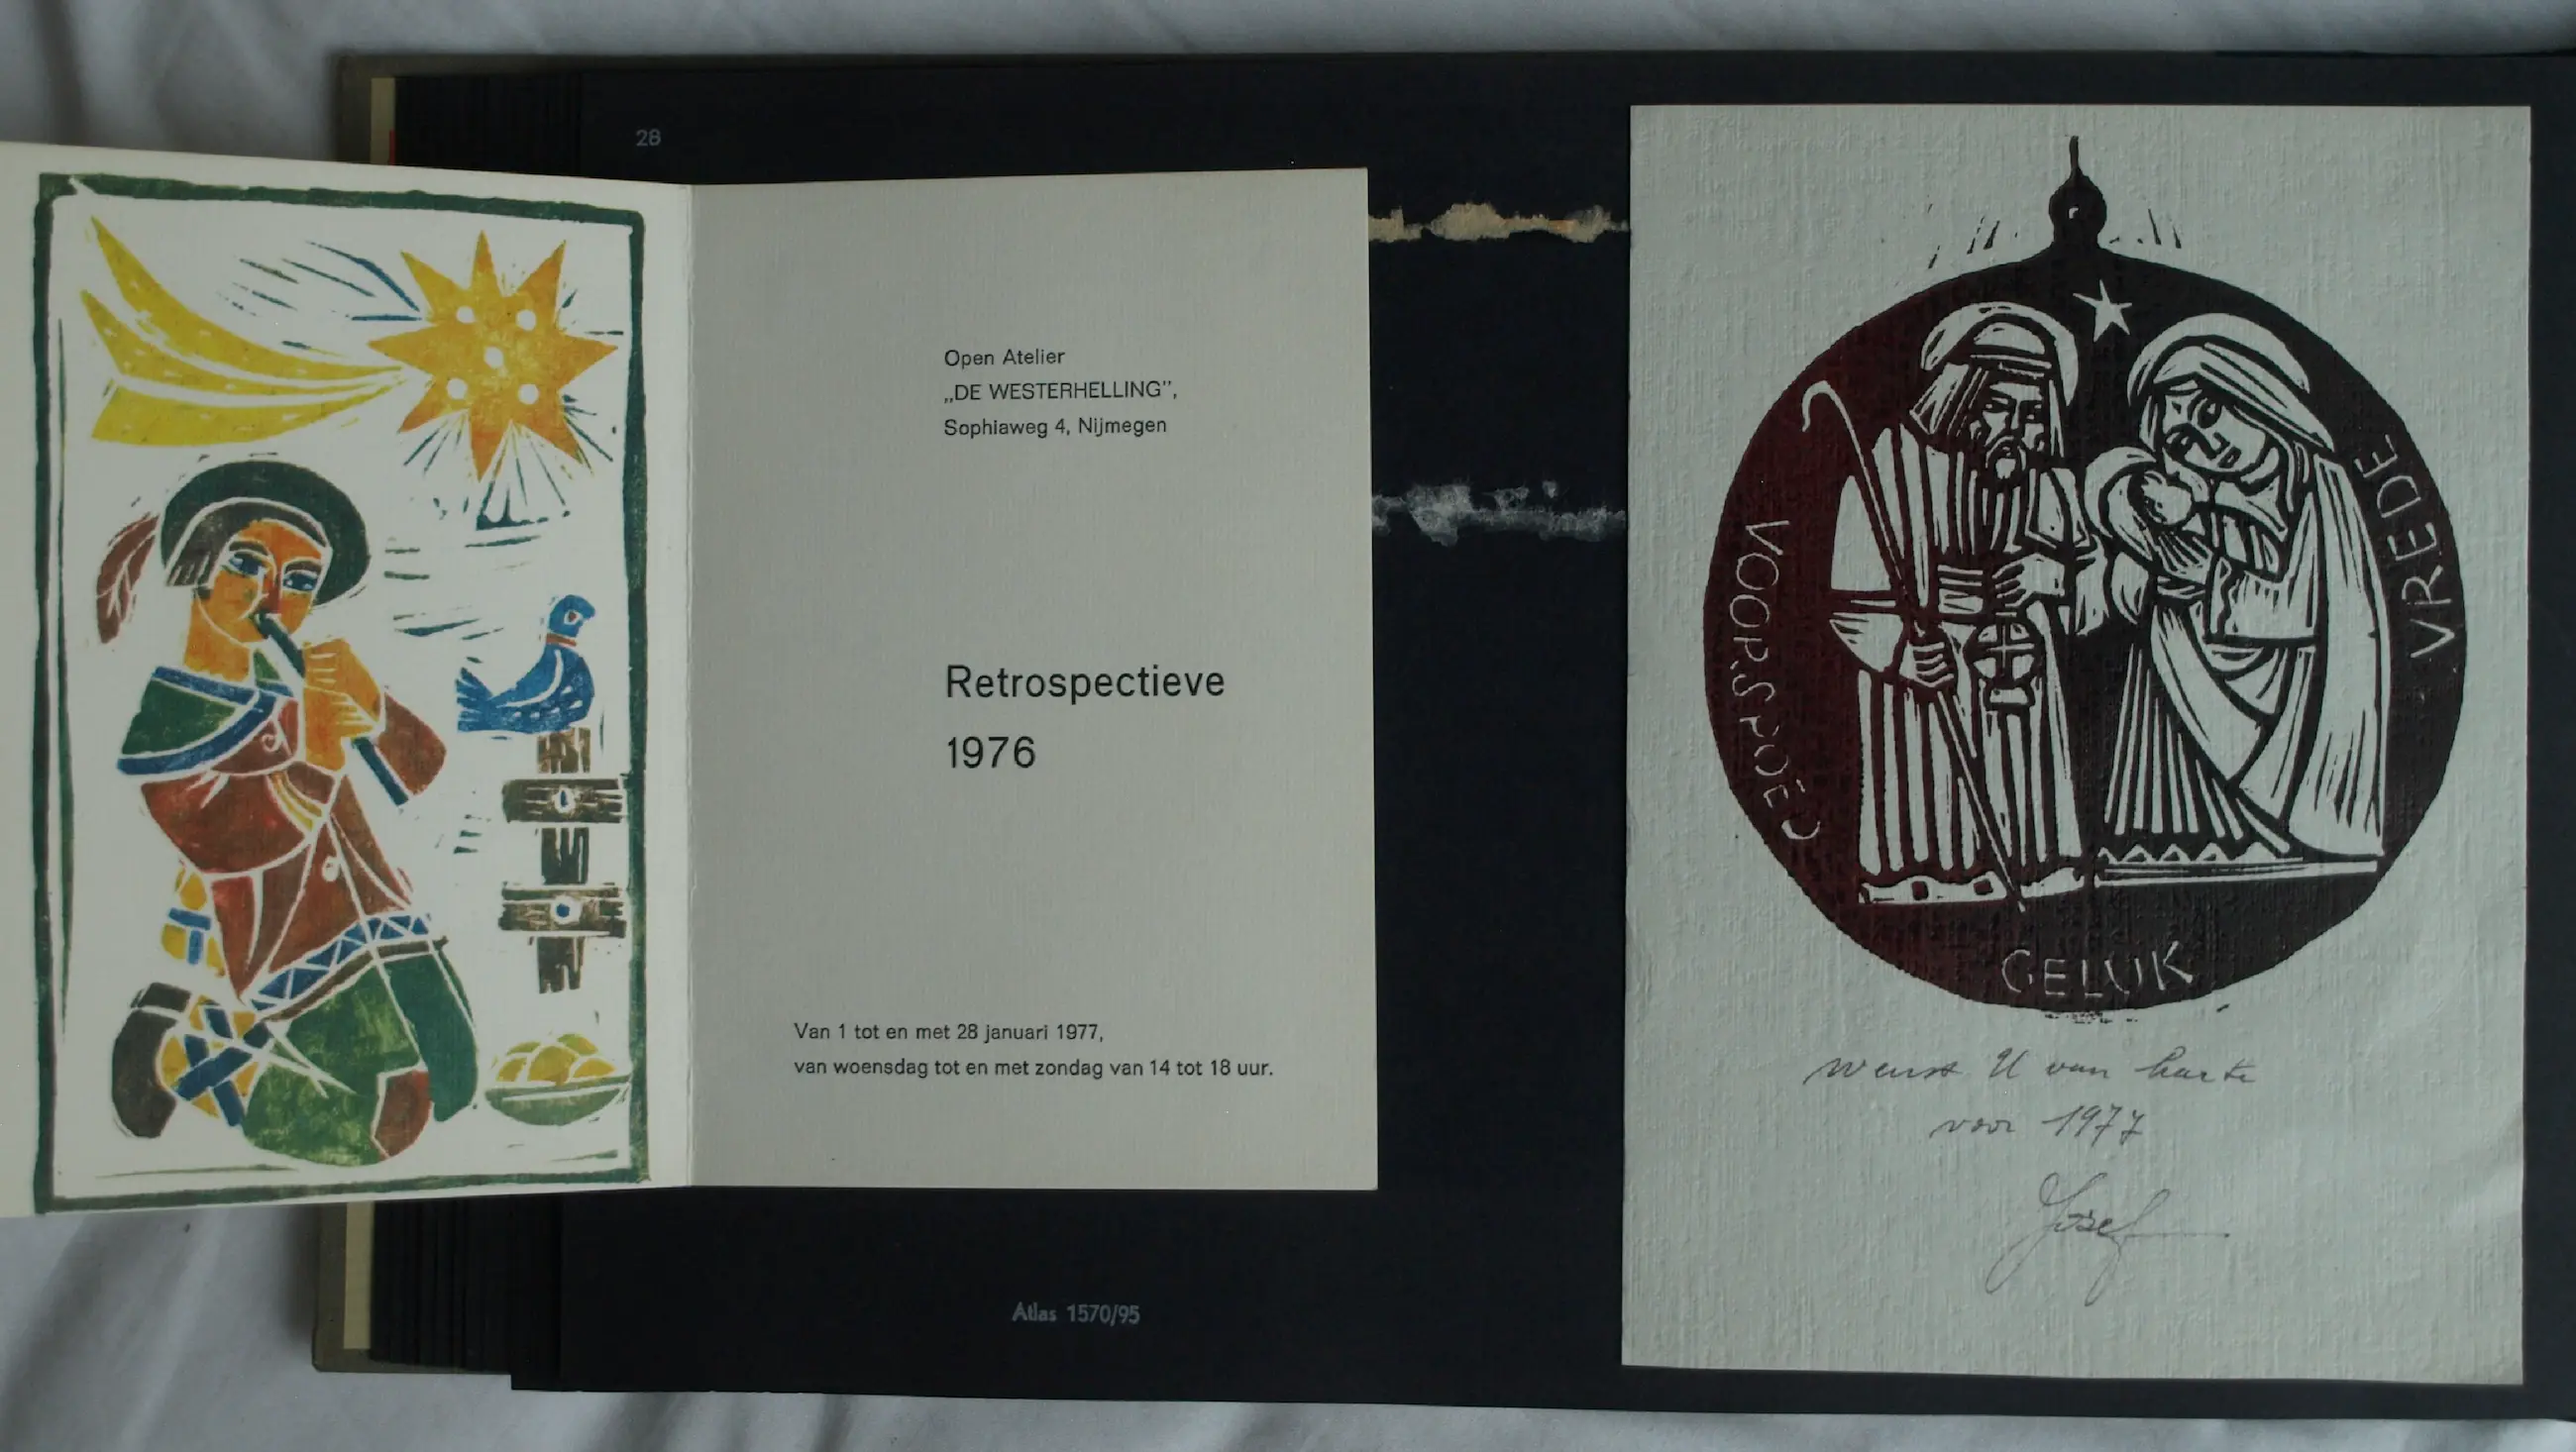 28
Open Atelier
„DE WESTERHELLING”,
Sophiaweg 4, Nijmegen
Retrospectieve
1976
Van 1 tot en met 28 januari 1977,
van woensdag tot en met zondag van 14 tot 18 uur.
Atlas 1570/95
VOORSPOED
GELUK
VREDE
wenst U van harte
voor 1977
Jozef